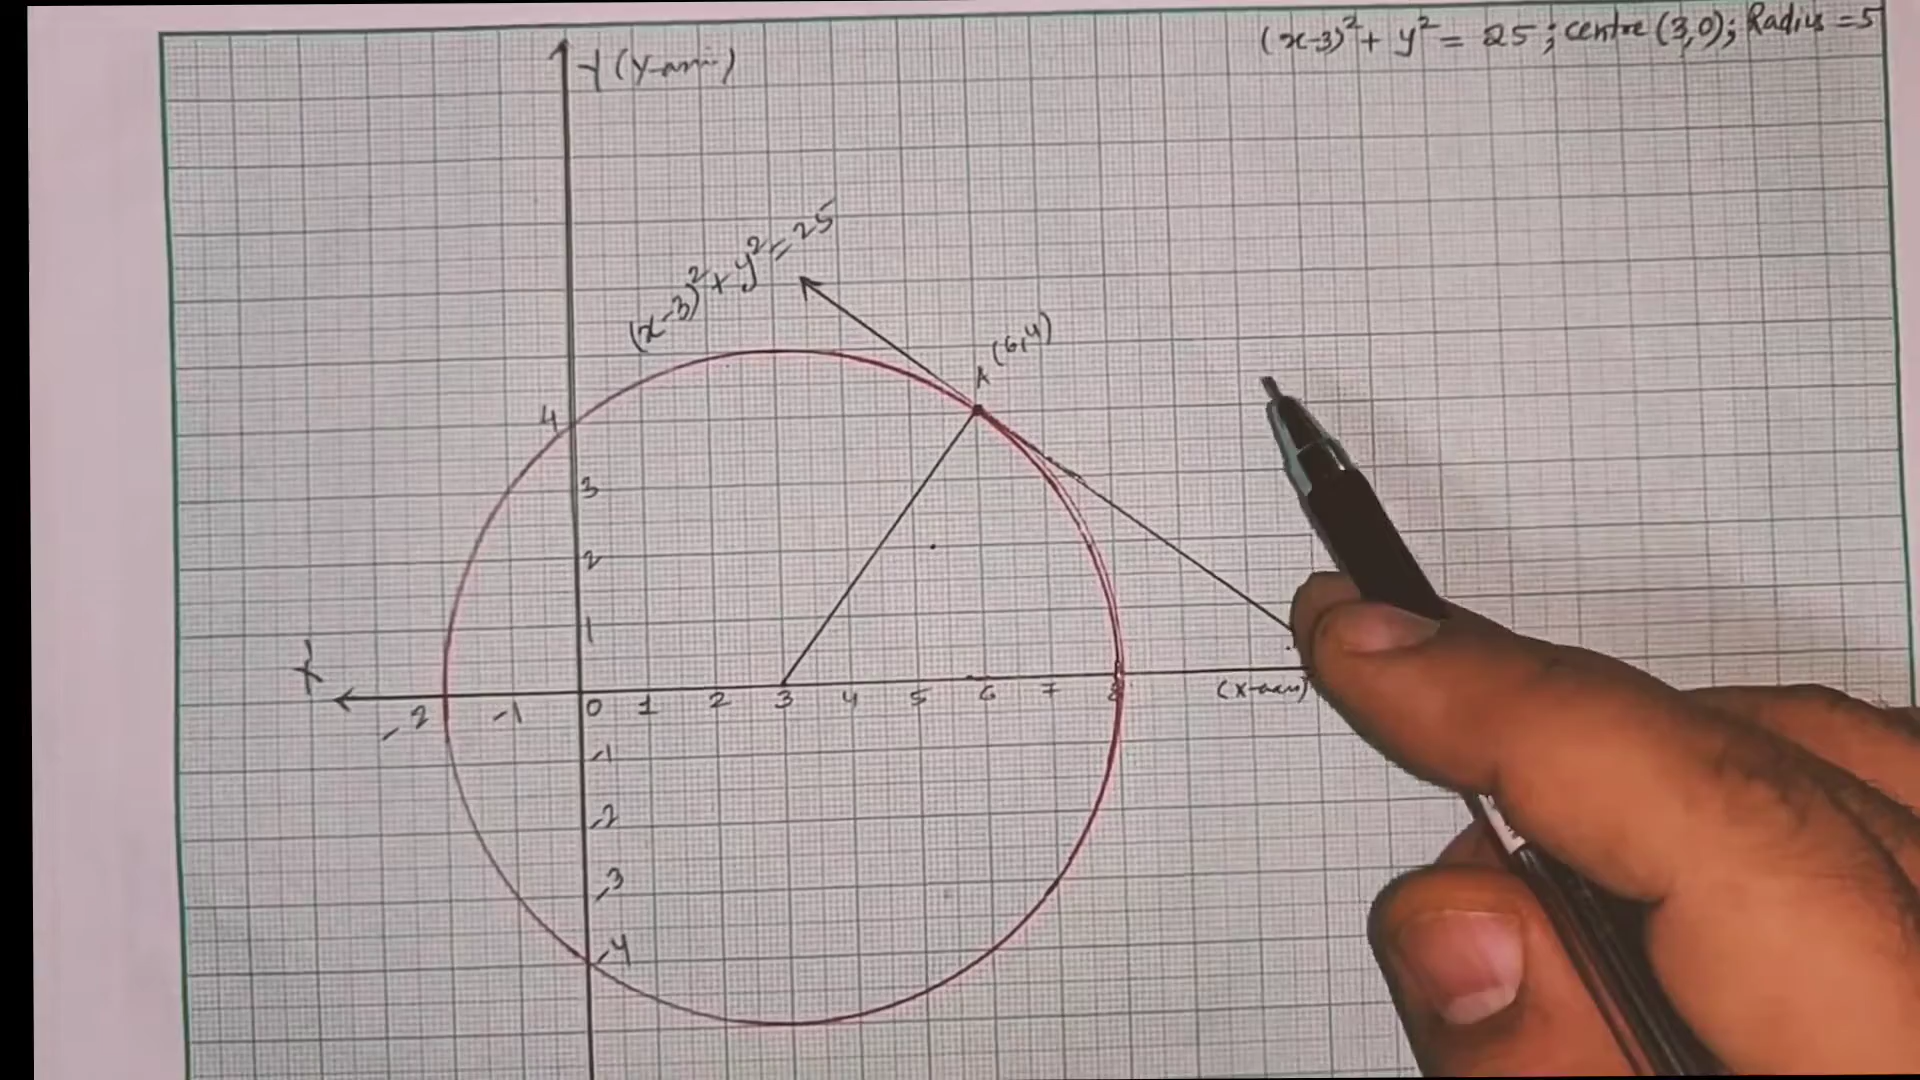 (x-3)²+ y² = 25 ; centre (3,0); Radius = 5
Y (Y-axis)
(x-3)²+y²=25
A (6,4)
4
3
2
1
X'
-2 -1 0 1 2 3 4 5 6 7 8 (X-axis)
-1
-2
-3
-4